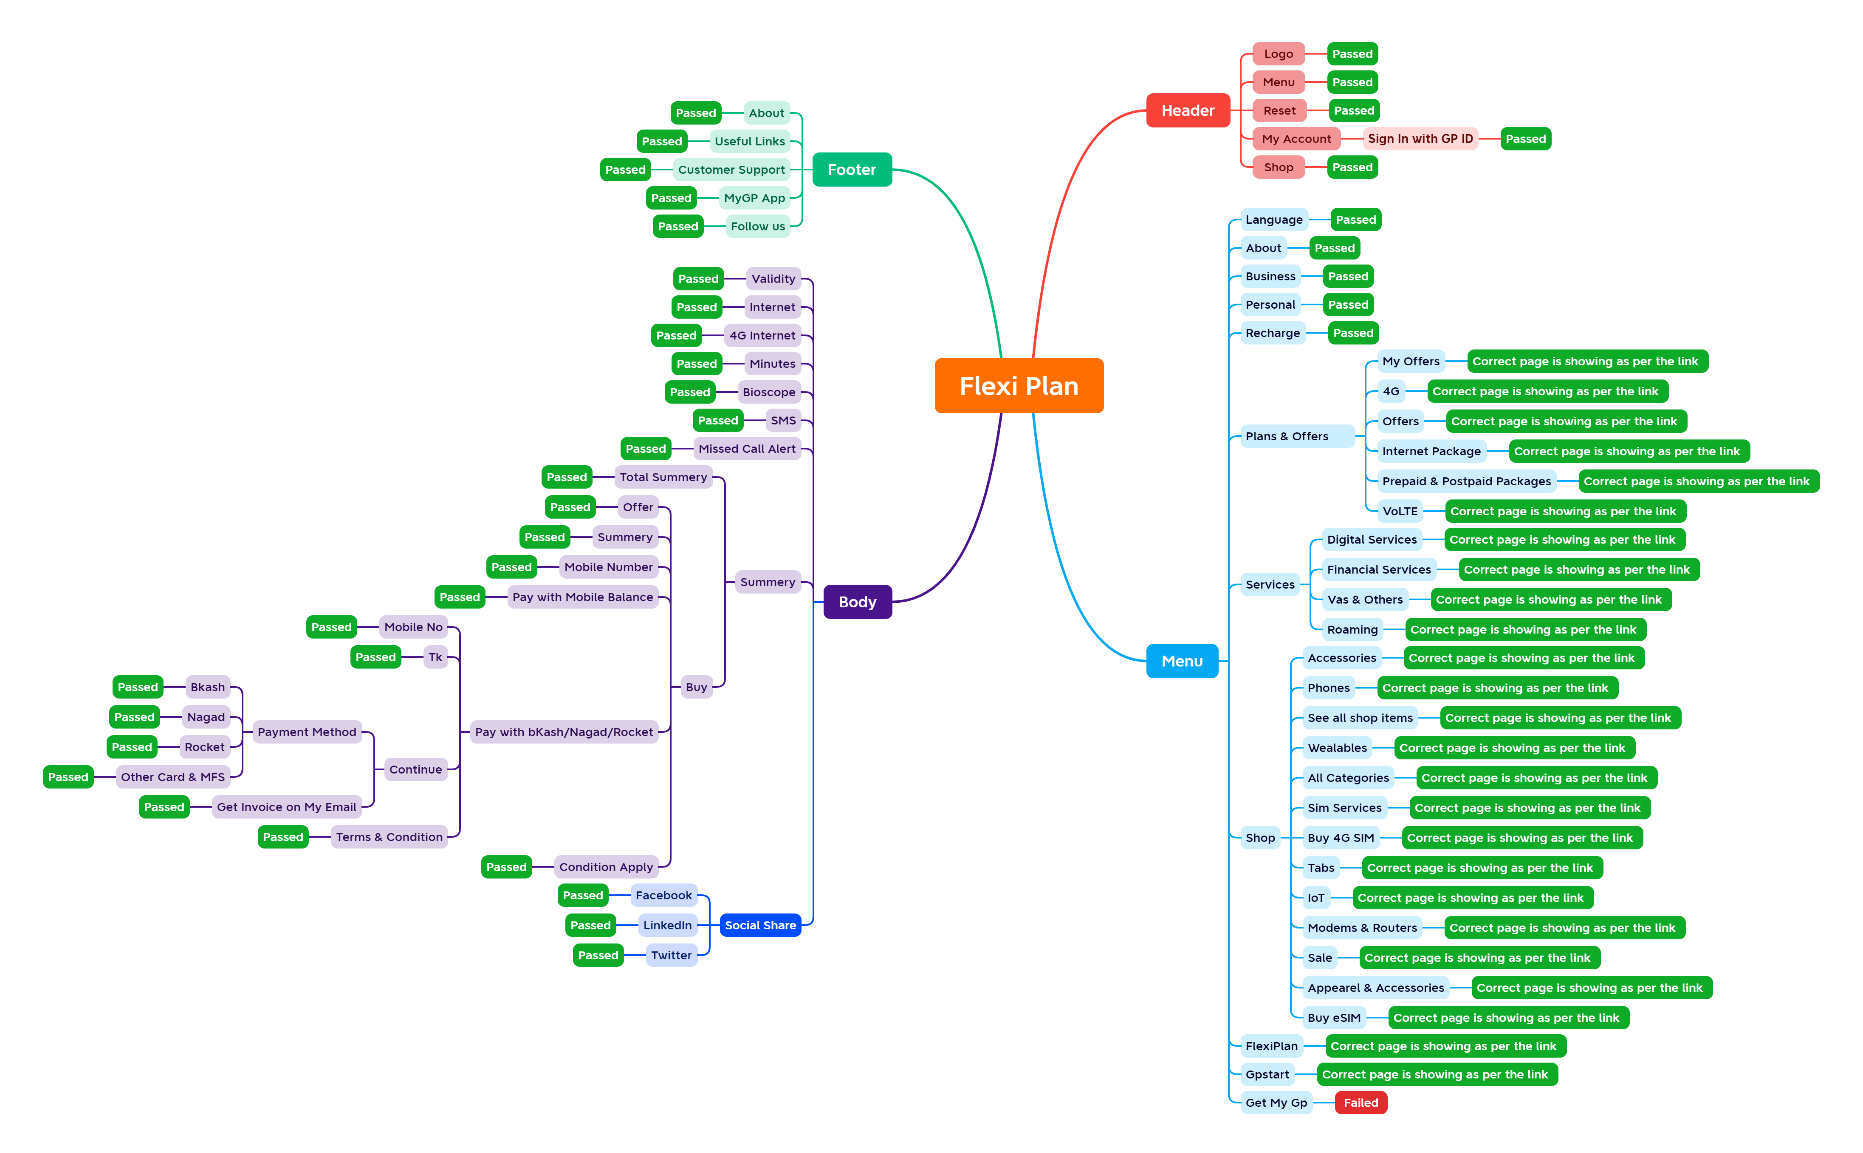 Flexi Plan
Header
Logo Passed
Menu Passed
Reset Passed
My Account Sign In with GP ID Passed
Shop Passed
Menu
Language Passed
About Passed
Business Passed
Personal Passed
Recharge Passed
Plans & Offers
My Offers Correct page is showing as per the link
4G Correct page is showing as per the link
Offers Correct page is showing as per the link
Internet Package Correct page is showing as per the link
Prepaid & Postpaid Packages Correct page is showing as per the link
VoLTE Correct page is showing as per the link
Services
Digital Services Correct page is showing as per the link
Financial Services Correct page is showing as per the link
Vas & Others Correct page is showing as per the link
Roaming Correct page is showing as per the link
Shop
Accessories Correct page is showing as per the link
Phones Correct page is showing as per the link
See all shop items Correct page is showing as per the link
Wealables Correct page is showing as per the link
All Categories Correct page is showing as per the link
Sim Services Correct page is showing as per the link
Buy 4G SIM Correct page is showing as per the link
Tabs Correct page is showing as per the link
IoT Correct page is showing as per the link
Modems & Routers Correct page is showing as per the link
Sale Correct page is showing as per the link
Appearel & Accessories Correct page is showing as per the link
Buy eSIM Correct page is showing as per the link
FlexiPlan Correct page is showing as per the link
Gpstart Correct page is showing as per the link
Get My Gp Failed
Footer
Passed About
Passed Useful Links
Passed Customer Support
Passed MyGP App
Passed Follow us
Body
Passed Validity
Passed Internet
Passed 4G Internet
Passed Minutes
Passed Bioscope
Passed SMS
Passed Missed Call Alert
Summery
Passed Total Summery
Buy
Passed Offer
Passed Summery
Passed Mobile Number
Passed Pay with Mobile Balance
Pay with bKash/Nagad/Rocket
Passed Mobile No
Passed Tk
Continue
Payment Method
Passed Bkash
Passed Nagad
Passed Rocket
Passed Other Card & MFS
Passed Get Invoice on My Email
Passed Terms & Condition
Passed Condition Apply
Social Share
Passed Facebook
Passed LinkedIn
Passed Twitter